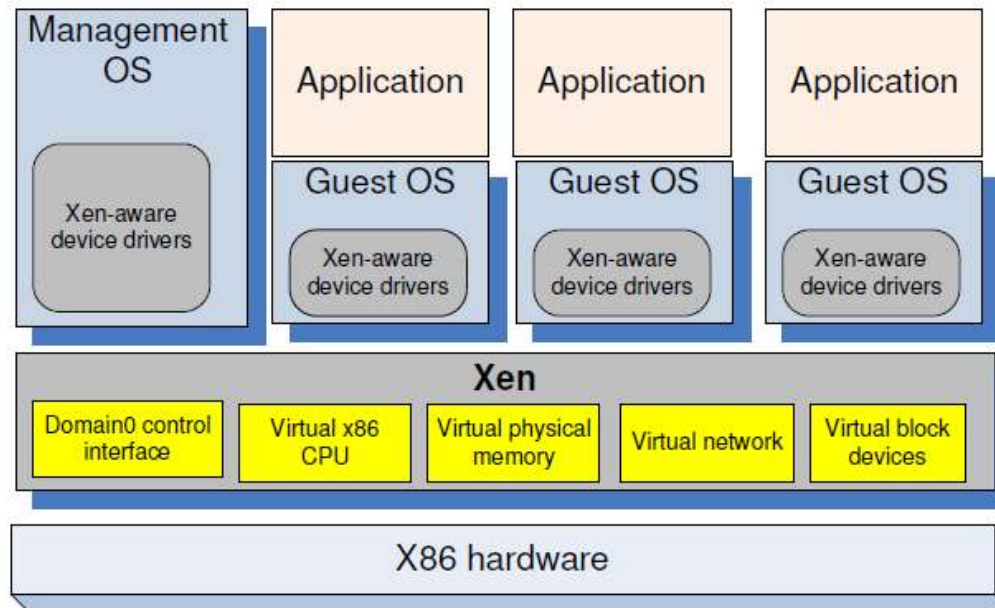 Management
OS
Xen-aware
device drivers
Application
Guest OS
Xen-aware
device drivers
Application
Guest OS
Xen-aware
device drivers
Application
Guest OS
Xen-aware
device drivers
Xen
Domain0 control
interface
Virtual x86
CPU
Virtual physical
memory
Virtual network
Virtual block
devices
X86 hardware